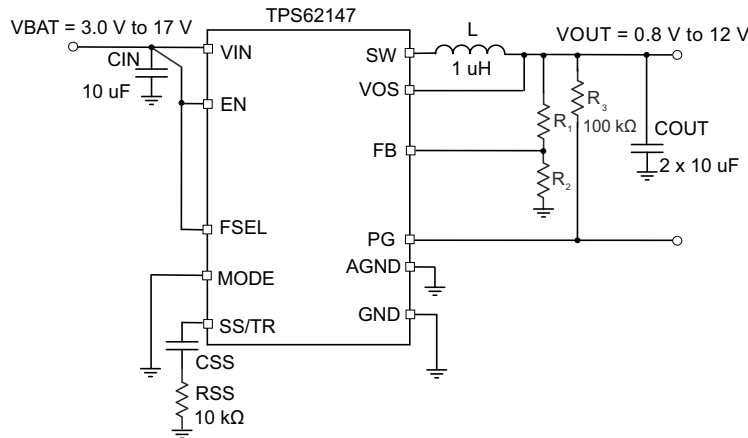 TPS62147
VBAT = 3.0 V to 17 V
CIN
10 uF
VIN
EN
FSEL
MODE
SS/TR
CSS
RSS
10 kΩ
SW
VOS
FB
PG
AGND
GND
L
1 uH
VOUT = 0.8 V to 12 V
R1
R2
R3
100 kΩ
COUT
2 x 10 uF